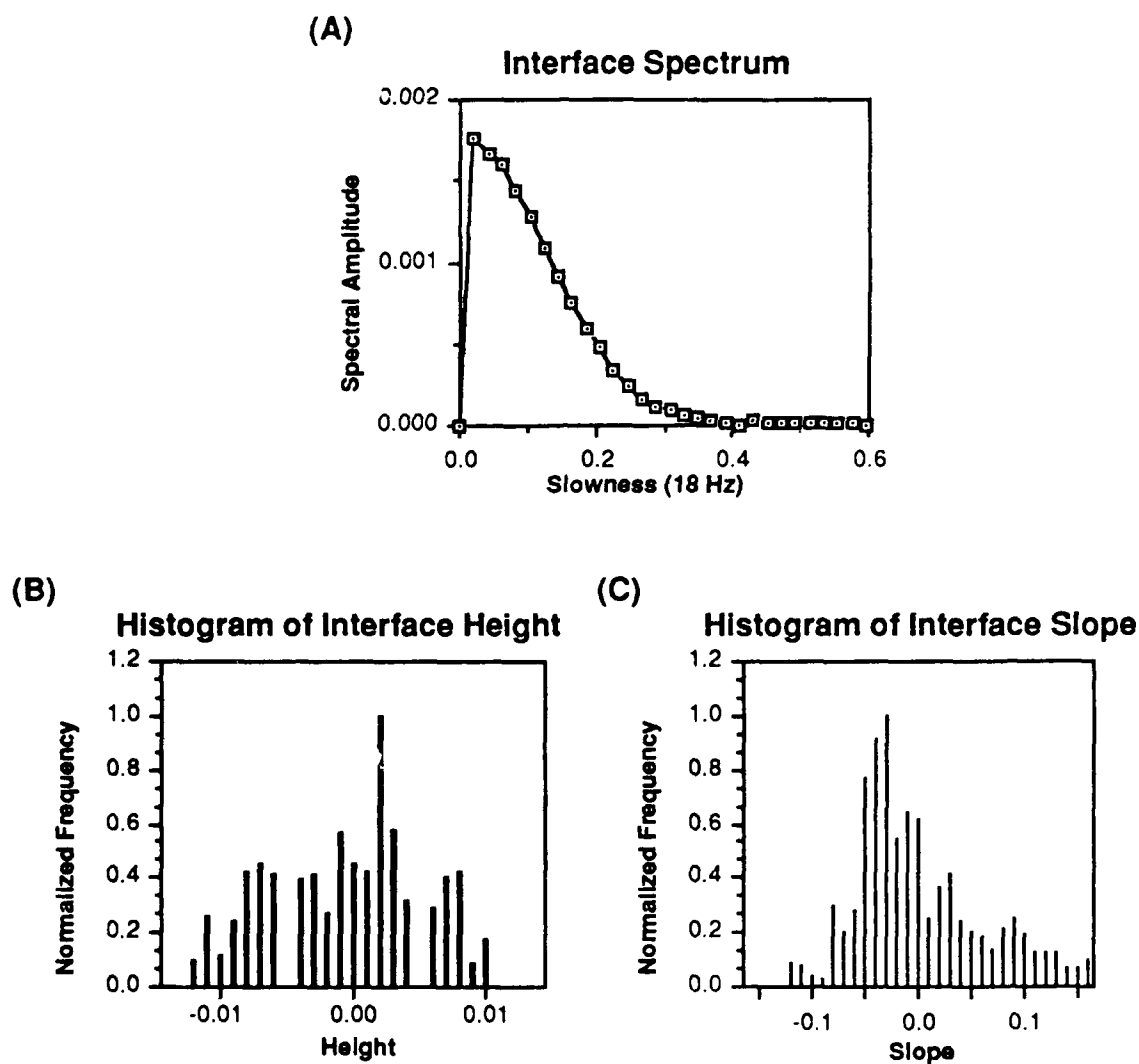 (A)
Interface Spectrum
0.002
0.001
0.000
Spectral Amplitude
0.0 0.2 0.4 0.6
Slowness (18 Hz)
(B)
Histogram of Interface Height
1.2
1.0
0.8
0.6
0.4
0.2
0.0
Normalized Frequency
-0.01 0.00 0.01
Height
(C)
Histogram of Interface Slope
1.2
1.0
0.8
0.6
0.4
0.2
0.0
Normalized Frequency
-0.1 0.0 0.1
Slope